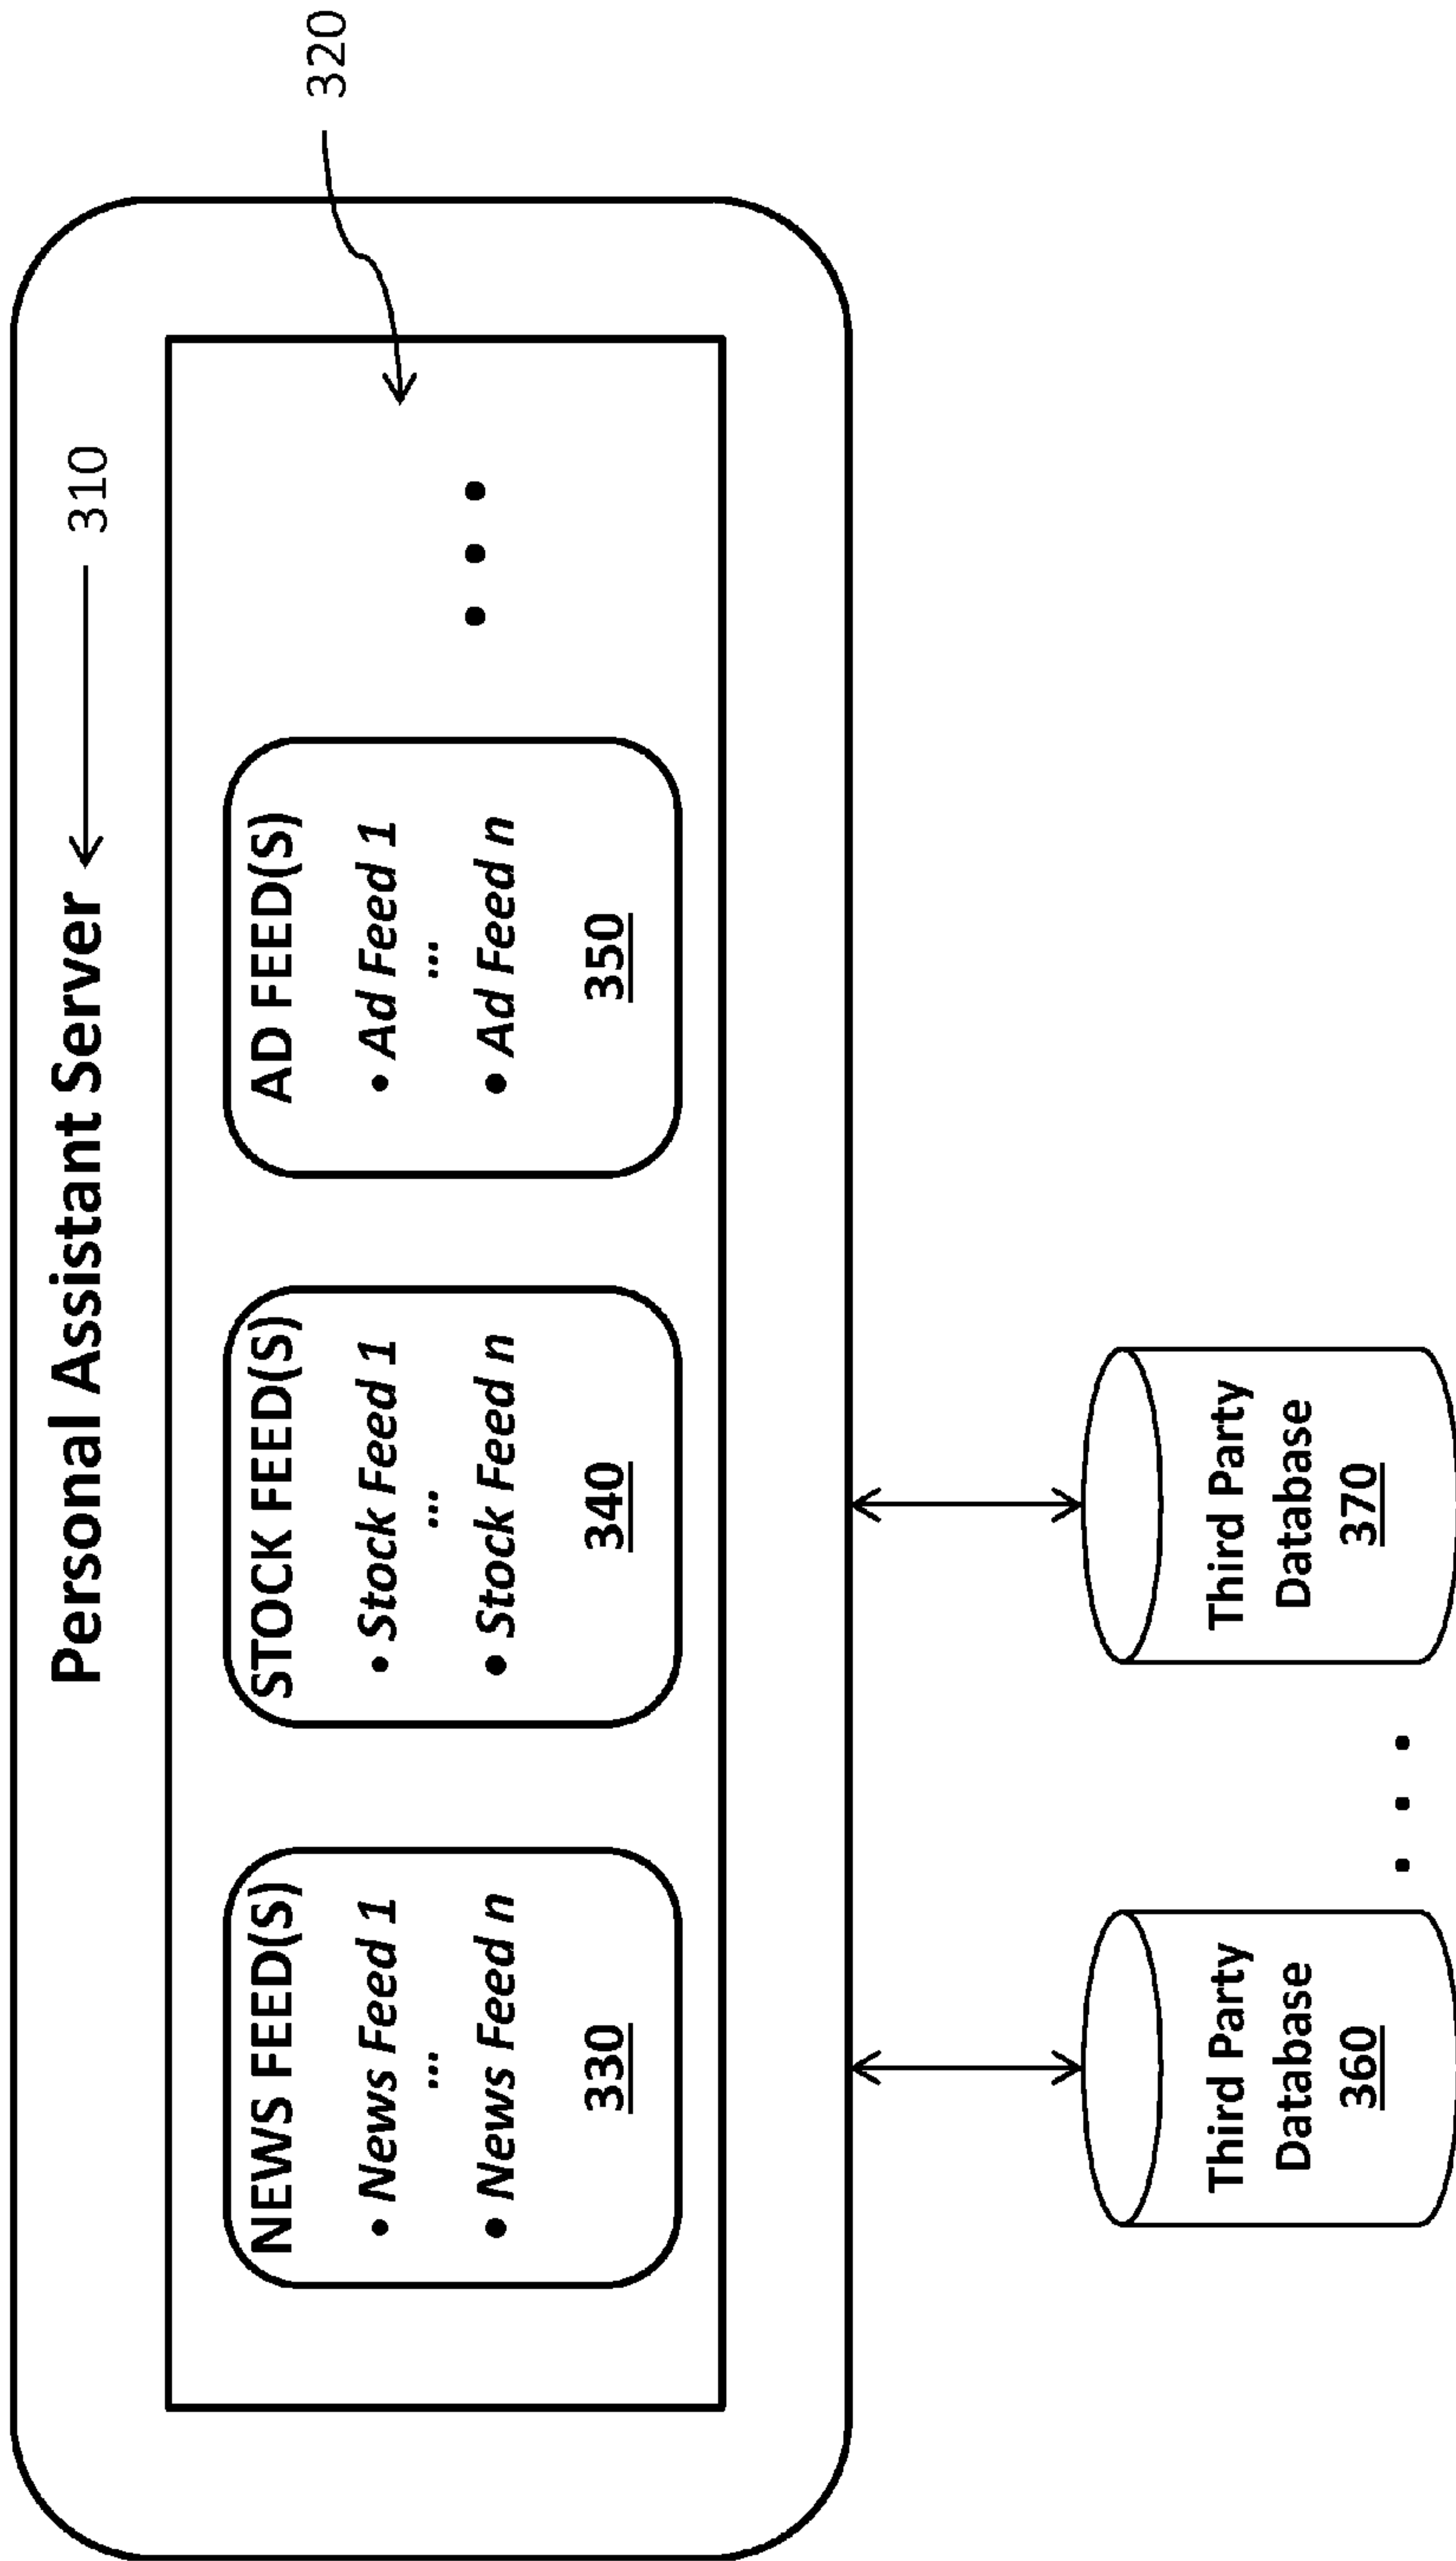 320
Personal Assistant Server
310
NEWS FEED(S)
• News Feed 1
...
• News Feed n
330
STOCK FEED(S)
• Stock Feed 1
...
• Stock Feed n
340
AD FEED(S)
• Ad Feed 1
...
• Ad Feed n
350
• • •
Third Party
Database
360
• • •
Third Party
Database
370